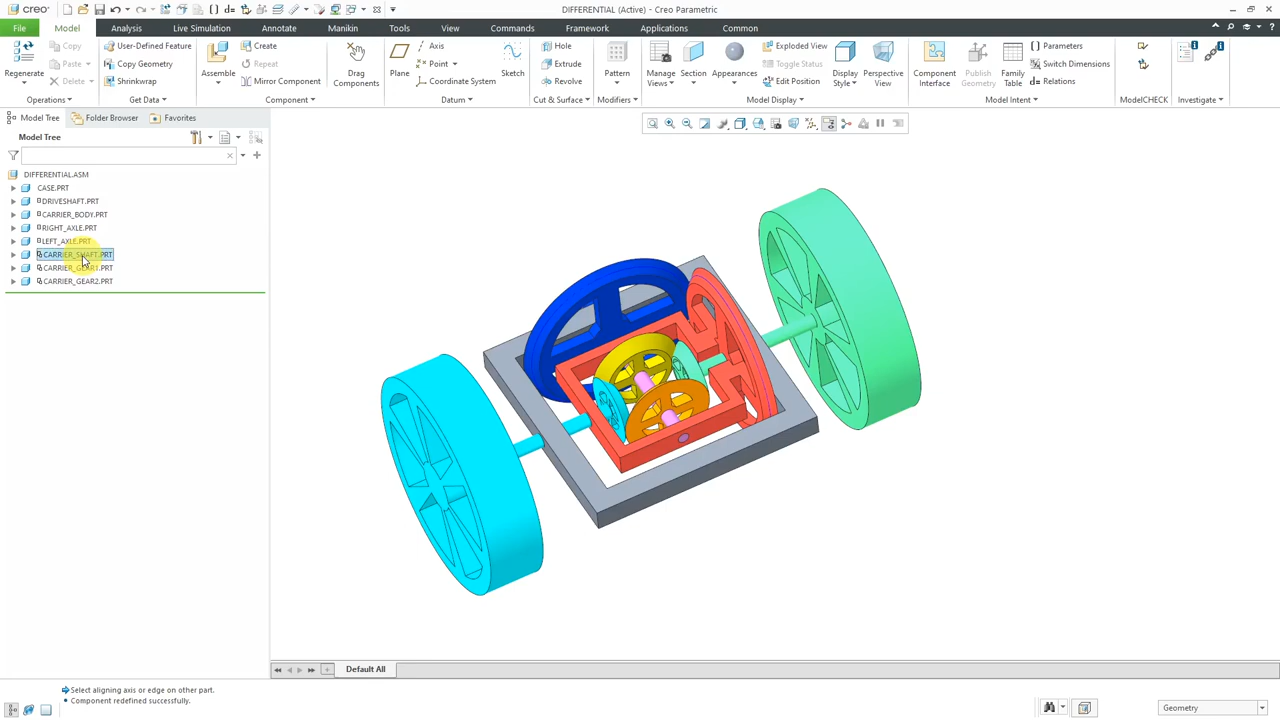 creo
DIFFERENTIAL (Active) - Creo Parametric
File Model Analysis Live Simulation Annotate Manikin Tools View Commands Framework Applications Common
Regenerate
Copy
Paste
Delete
Operations
User-Defined Feature
Copy Geometry
Shrinkwrap
Get Data
Assemble
Create
Repeat
Mirror Component
Component
Drag Components
Plane
Axis
Point
Coordinate System
Sketch
Datum
Hole
Extrude
Revolve
Cut & Surface
Pattern
Modifiers
Manage Views
Section
Appearances
Exploded View
Toggle Status
Edit Position
Display Style
Perspective View
Model Display
Component Interface
Publish Geometry
Family Table
Parameters
Switch Dimensions
Relations
Model Intent
ModelCHECK
Investigate
Model Tree Folder Browser Favorites
Model Tree
DIFFERENTIAL.ASM
CASE.PRT
DRIVESHAFT.PRT
CARRIER_BODY.PRT
RIGHT_AXLE.PRT
LEFT_AXLE.PRT
CARRIER_SHAFT.PRT
CARRIER_GEAR1.PRT
CARRIER_GEAR2.PRT
Default All
Select aligning axis or edge on other part.
Component redefined successfully.
Geometry